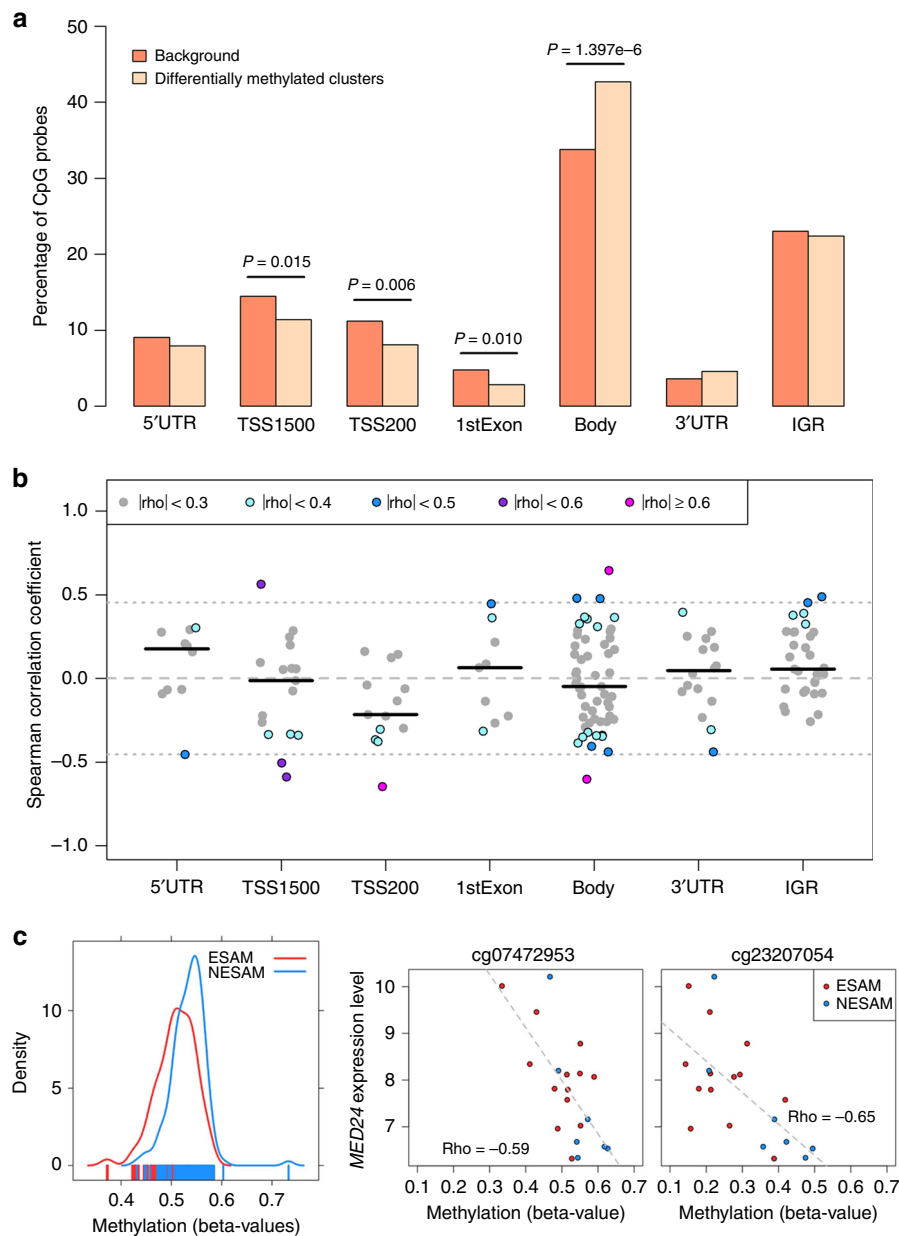 a
50
40
30
20
10
0
Percentage of CpG probes
Background
Differentially methylated clusters
P = 0.015
P = 0.006
P = 0.010
P = 1.397e–6
5′UTR TSS1500 TSS200 1stExon Body 3′UTR IGR
b
|rho| < 0.3 |rho| < 0.4 |rho| < 0.5 |rho| < 0.6 |rho| ≥ 0.6
1.0
0.5
0.0
–0.5
–1.0
Spearman correlation coefficient
5′UTR TSS1500 TSS200 1stExon Body 3′UTR IGR
c
ESAM
NESAM
10
5
0
Density
0.4 0.5 0.6 0.7
Methylation (beta-values)
cg07472953
10
9
8
7
MED24 expression level
Rho = –0.59
0.1 0.2 0.3 0.4 0.5 0.6 0.7
Methylation (beta-value)
cg23207054
ESAM
NESAM
Rho = –0.65
0.1 0.2 0.3 0.4 0.5 0.6 0.7
Methylation (beta-value)